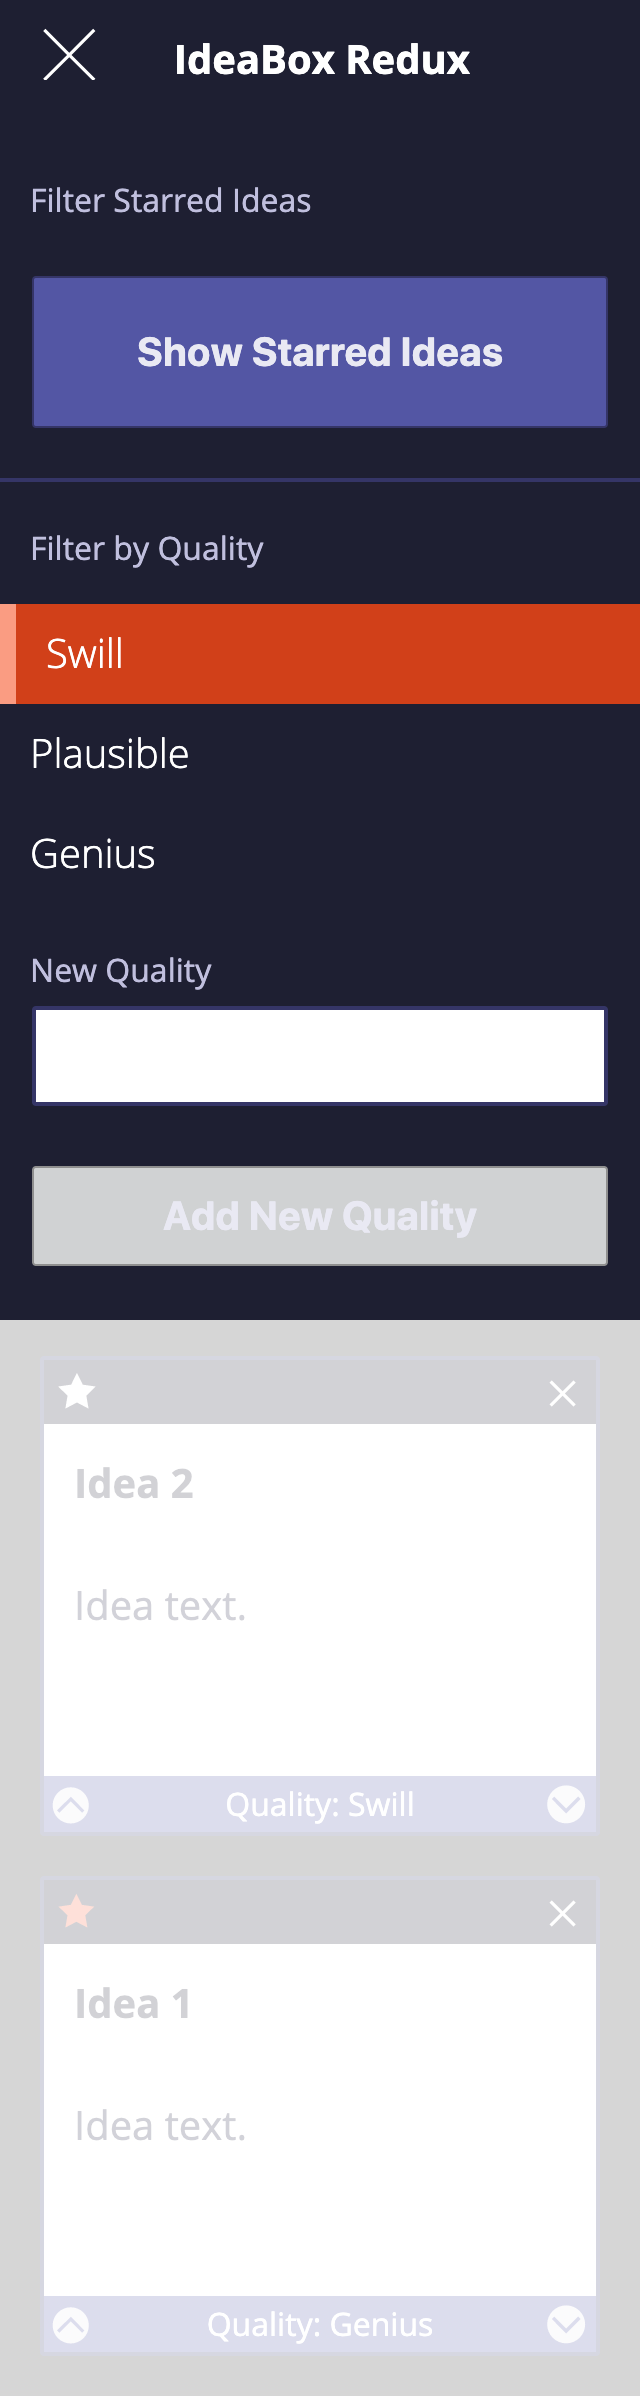 IdeaBox Redux
Filter Starred Ideas
Show Starred Ideas
Filter by Quality
Swill
Plausible
Genius
New Quality
Add New Quality
Idea 2
Idea text.
Quality: Swill
Idea 1
Idea text.
Quality: Genius